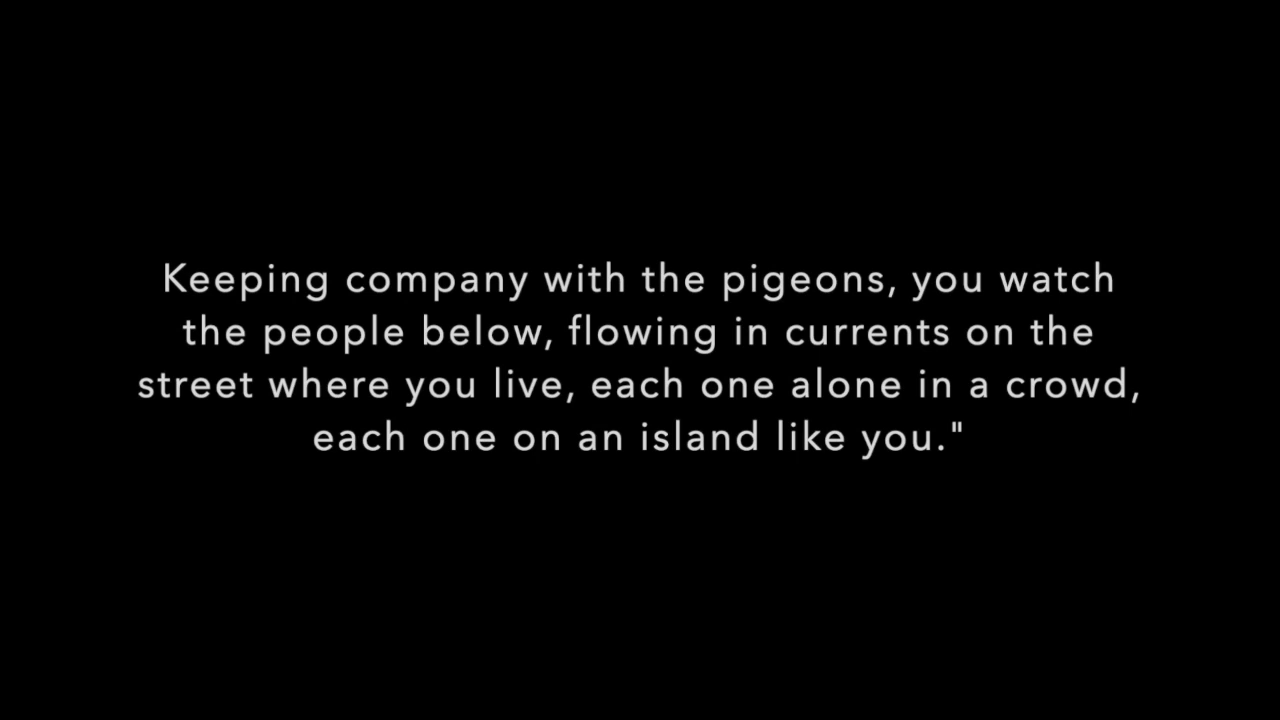 Keeping company with the pigeons, you watch
the people below, flowing in currents on the
street where you live, each one alone in a crowd,
each one on an island like you."